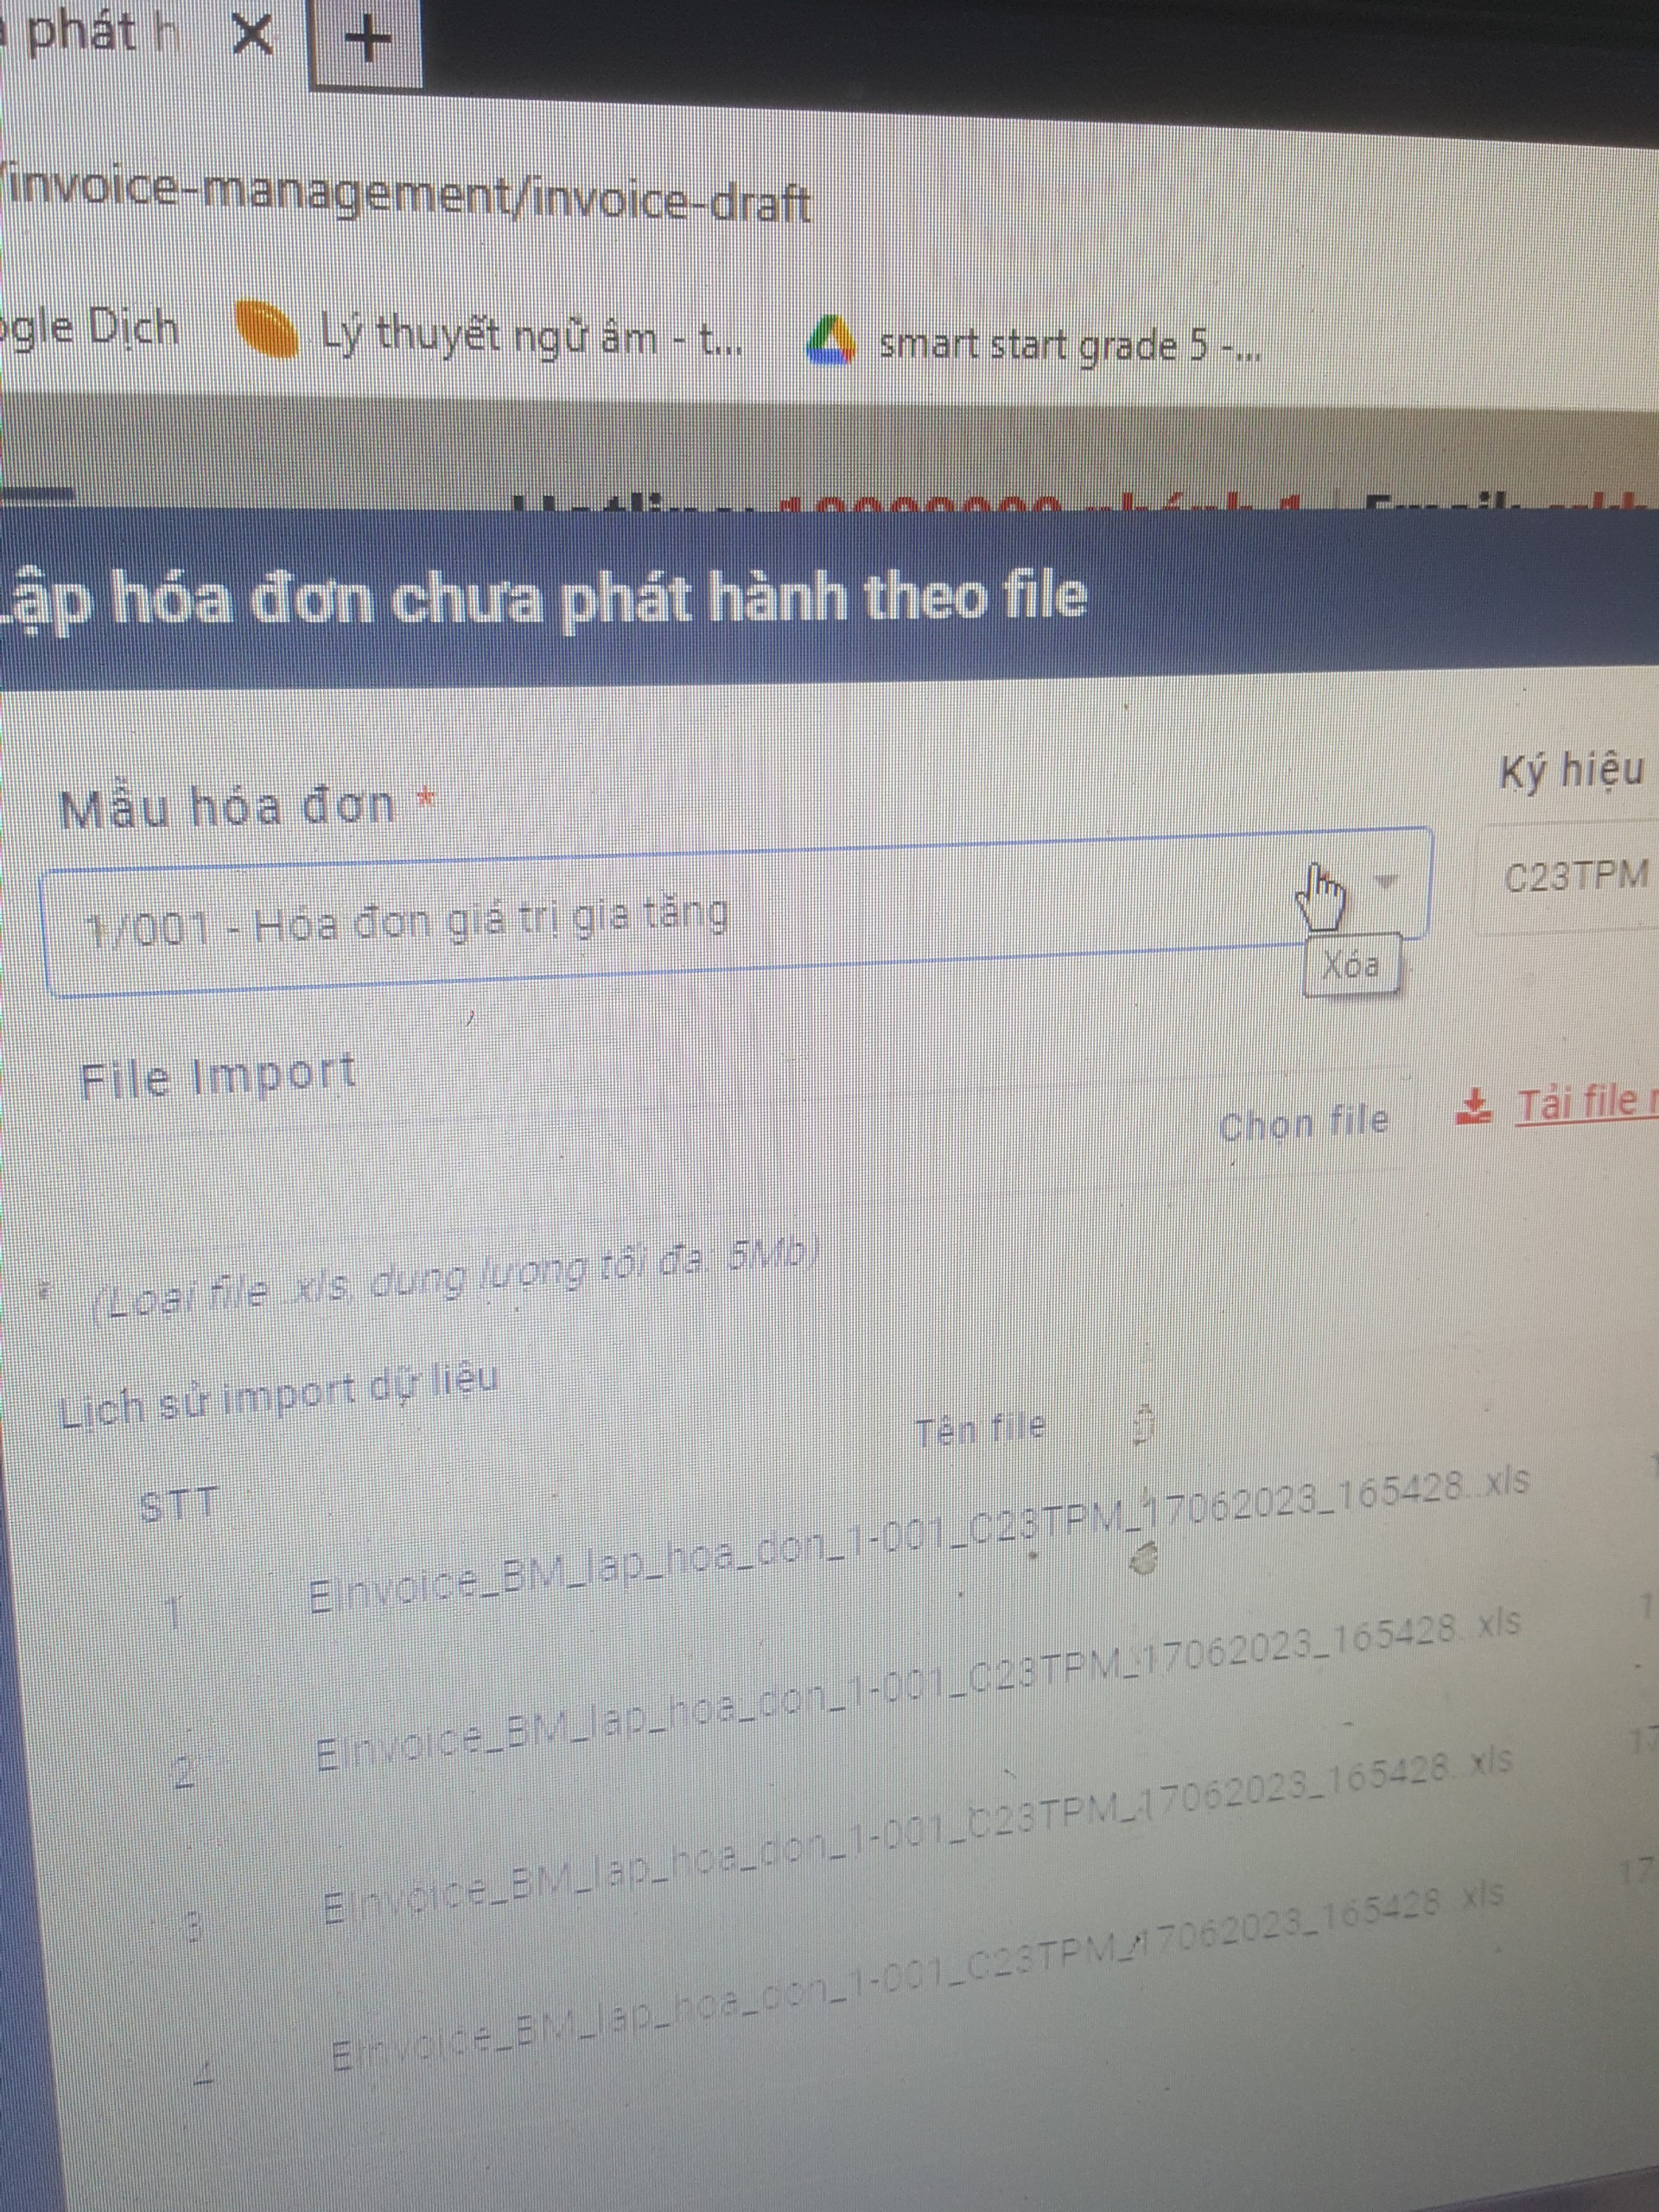 phát h
/invoice-management/invoice-draft
gle Dịch Lý thuyết ngữ âm - t... smart start grade 5 -...
Lập hóa đơn chưa phát hành theo file
Mẫu hóa đơn * Ký hiệu
1/001 - Hóa đơn giá trị gia tăng C23TPM
Xóa
File Import
Chọn file Tải file
* (Loại file .xls, dung lượng tối đa: 5Mb)
Lịch sử import dữ liệu
STT Tên file
1 EInvoice_BM_lap_hoa_don_1-001_C23TPM_17062023_165428..xls
2 EInvoice_BM_lap_hoa_don_1-001_C23TPM_17062023_165428..xls
3 EInvoice_BM_lap_hoa_don_1-001_C23TPM_17062023_165428..xls 17
4 EInvoice_BM_lap_hoa_don_1-001_C23TPM_17062023_165428..xls 17